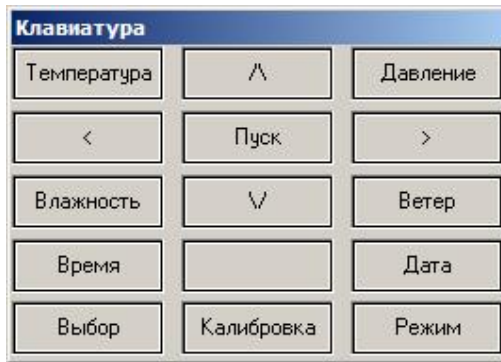 Клавиатура
Температура /\ Давление
< Пуск >
Влажность \/ Ветер
Время Дата
Выбор Калибровка Режим